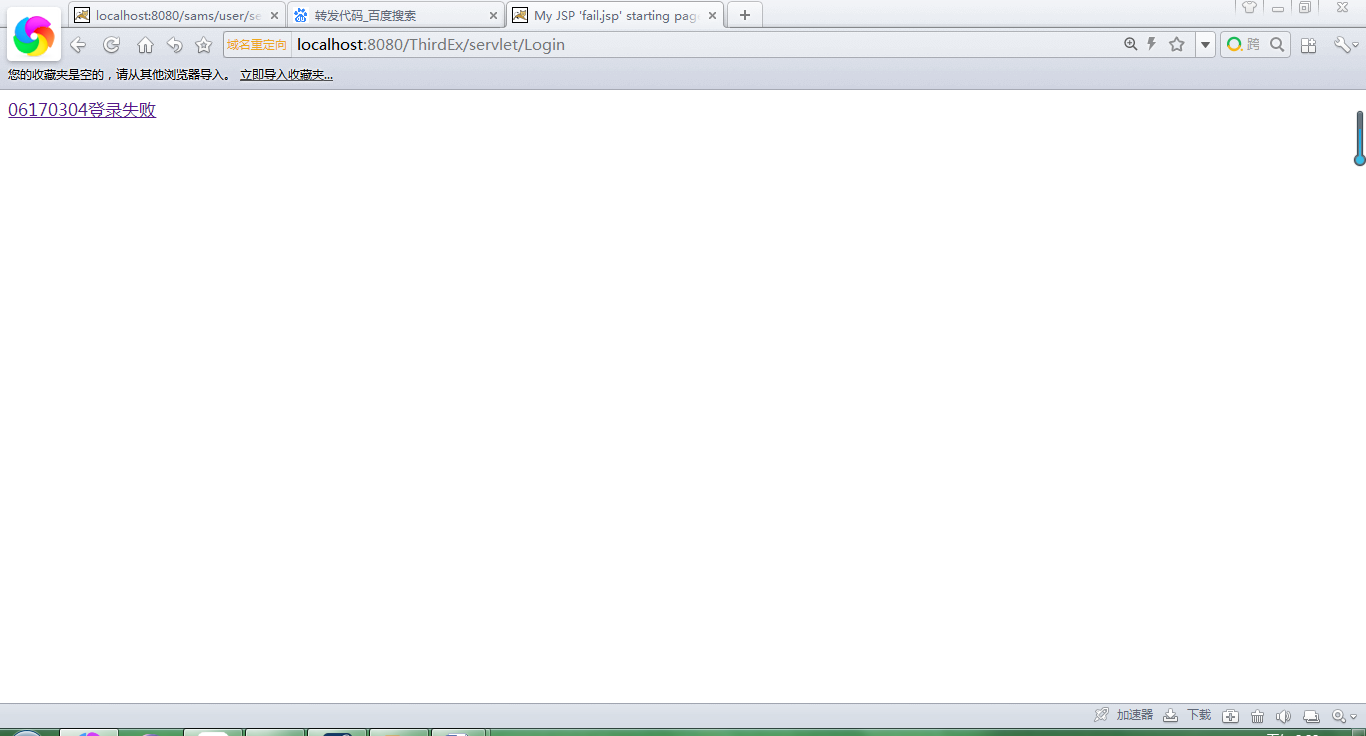 localhost:8080/sams/user/se
转发代码_百度搜索
My JSP 'fail.jsp' starting pag
域名重定向 localhost:8080/ThirdEx/servlet/Login
跨
您的收藏夹是空的，请从其他浏览器导入。 立即导入收藏夹...
06170304登录失败
加速器 下载